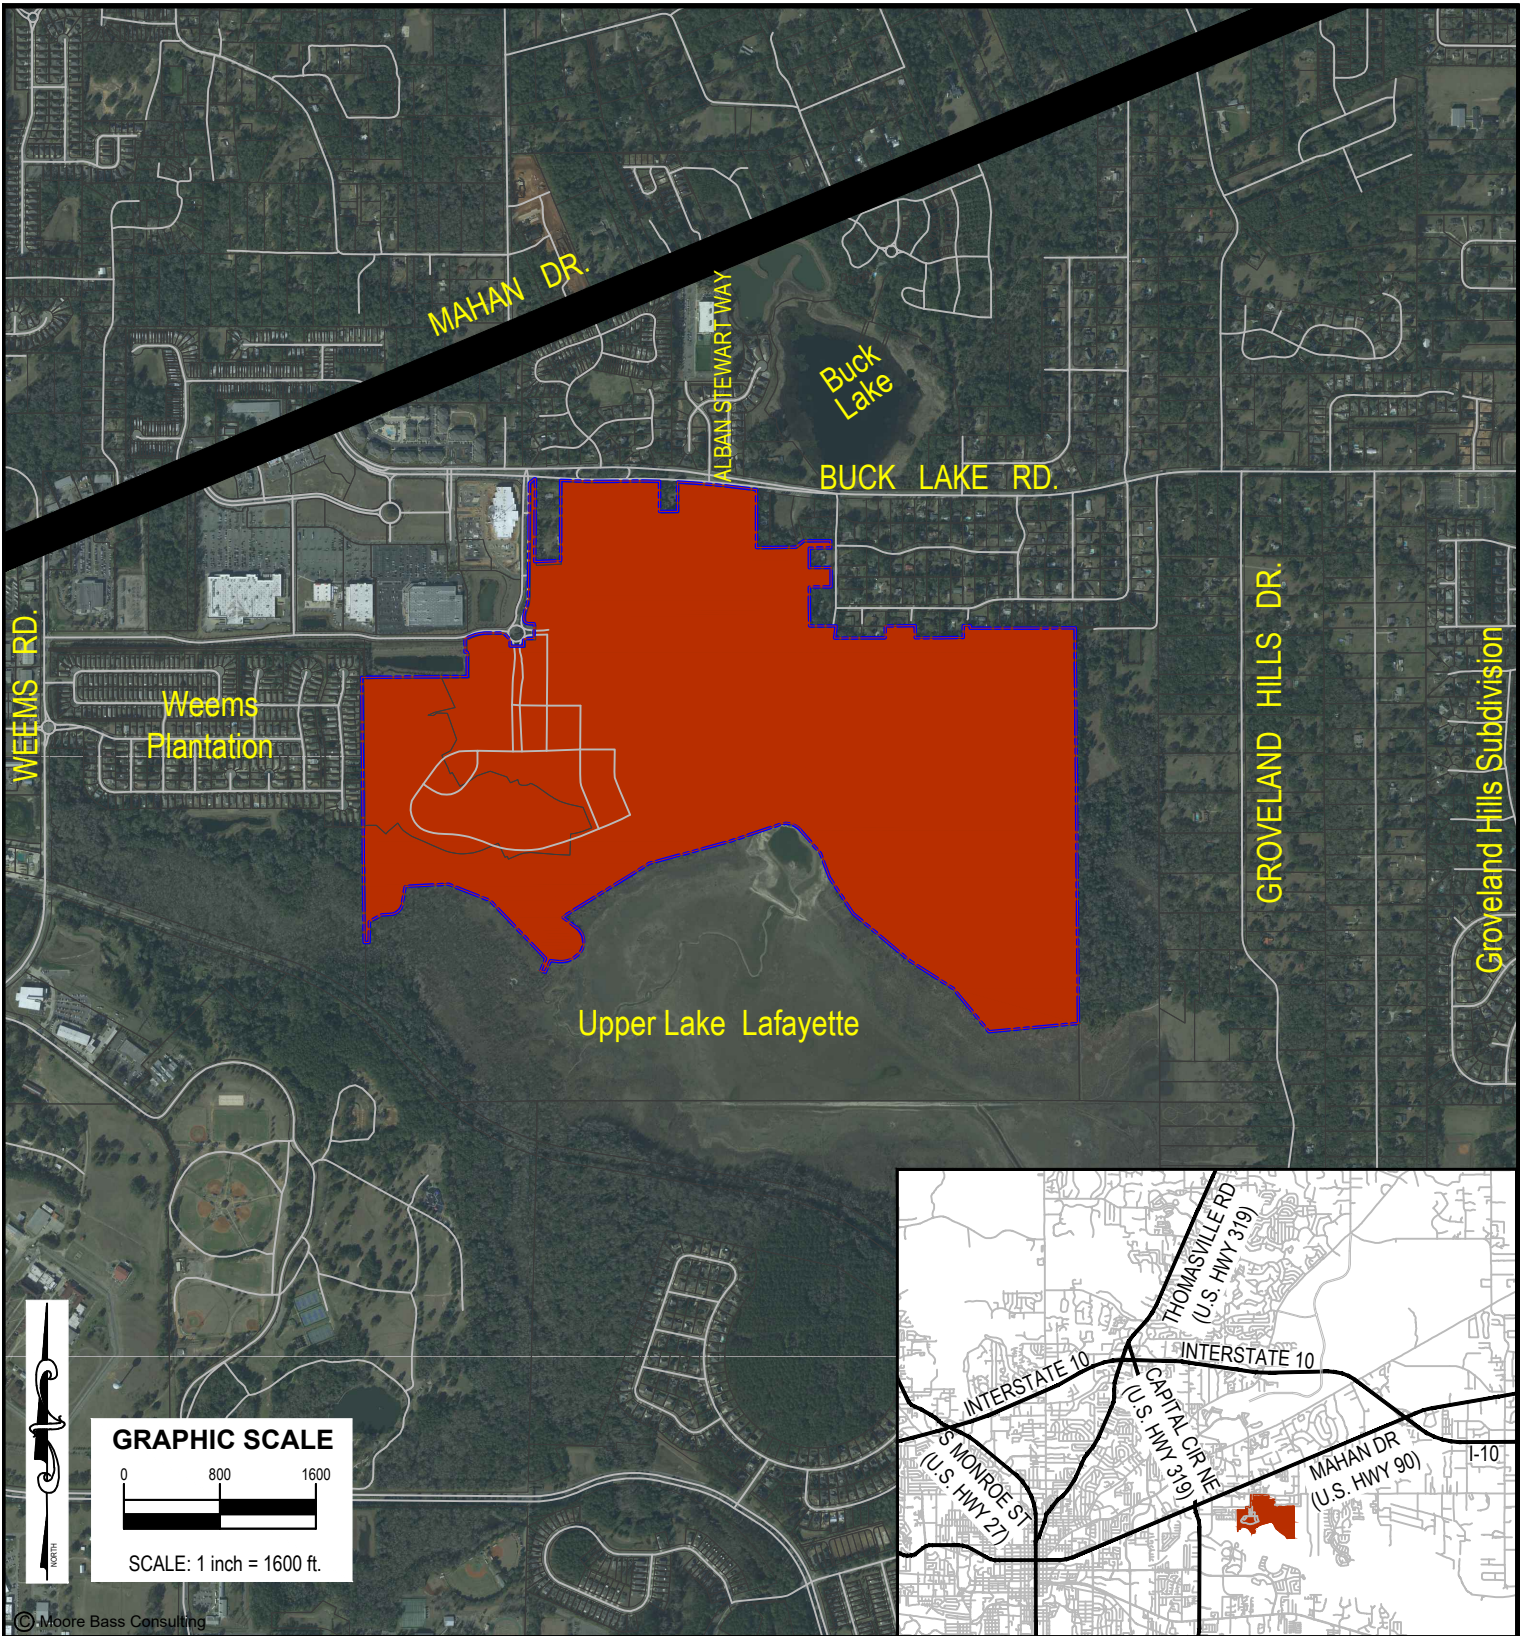 MAHAN DR.
ALBAN STEWART WAY
Buck
Lake
BUCK LAKE RD.
WEEMS RD.
Weems
Plantation
GROVELAND HILLS DR.
Groveland Hills Subdivision
Upper Lake Lafayette
THOMASVILLE RD
(U.S. HWY 319)
INTERSTATE 10
INTERSTATE 10
CAPITAL CIR NE
(U.S. HWY 319)
S MONROE ST
(U.S. HWY 27)
MAHAN DR
(U.S. HWY 90)
I-10
NORTH
GRAPHIC SCALE
0 800 1600
SCALE: 1 inch = 1600 ft.
© Moore Bass Consulting